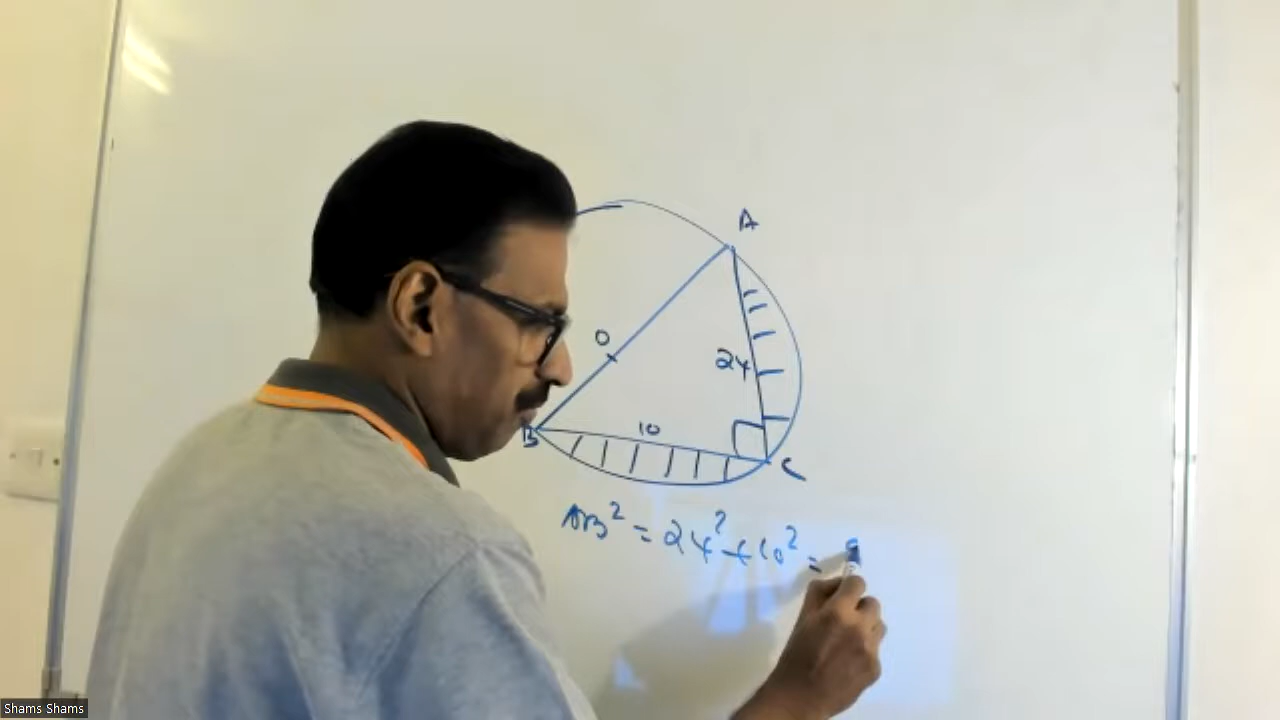 A
O
24
10
B
C
AB² = 24² + 10² =
Shams Shams